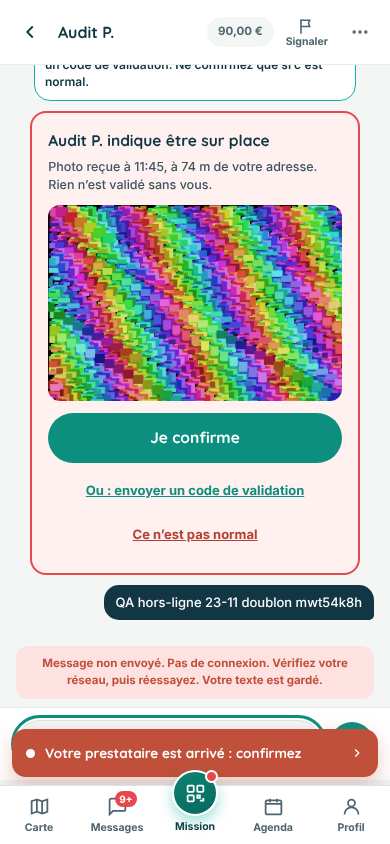 Audit P.
90,00 €
Signaler
un code de validation. Ne confirmez que si c'est
normal.
Audit P. indique être sur place
Photo reçue à 11:45, à 74 m de votre adresse.
Rien n'est validé sans vous.
Je confirme
Ou : envoyer un code de validation
Ce n'est pas normal
QA hors-ligne 23-11 doublon mwt54k8h
Message non envoyé. Pas de connexion. Vérifiez votre
réseau, puis réessayez. Votre texte est gardé.
Votre prestataire est arrivé : confirmez
9+
Carte
Messages
Mission
Agenda
Profil